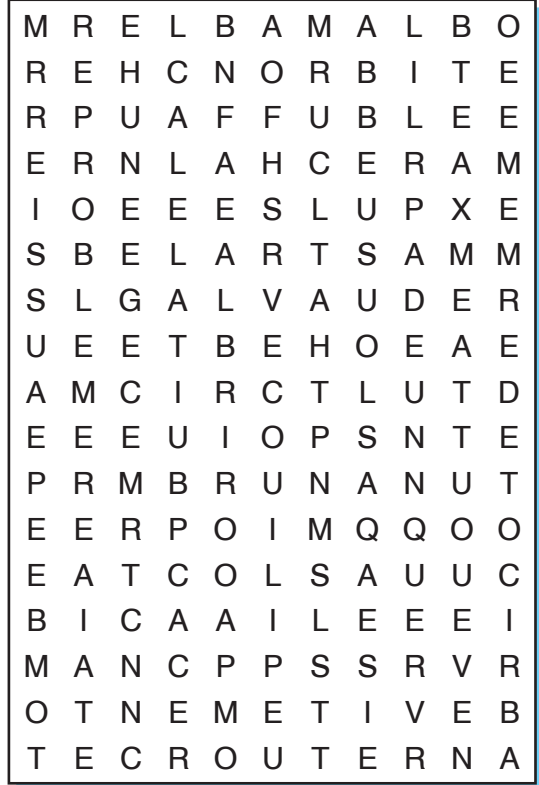 M R E L B A M A L B O
R E H C N O R B I T E
R P U A F F U B L E E
E R N L A H C E R A M
I O E E E S L U P X E
S B E L A R T S A M M
S L G A L V A U D E R
U E E T B E H O E A E
A M C I R C T L U T D
E E E U I O P S N T E
P R M B R U N A N U T
E E R P O I M Q Q O O
E A T C O L S A U U C
B I C A A I L E E E I
M A N C P P S S R V R
O T N E M E T I V E B
T E C R O U T E R N A